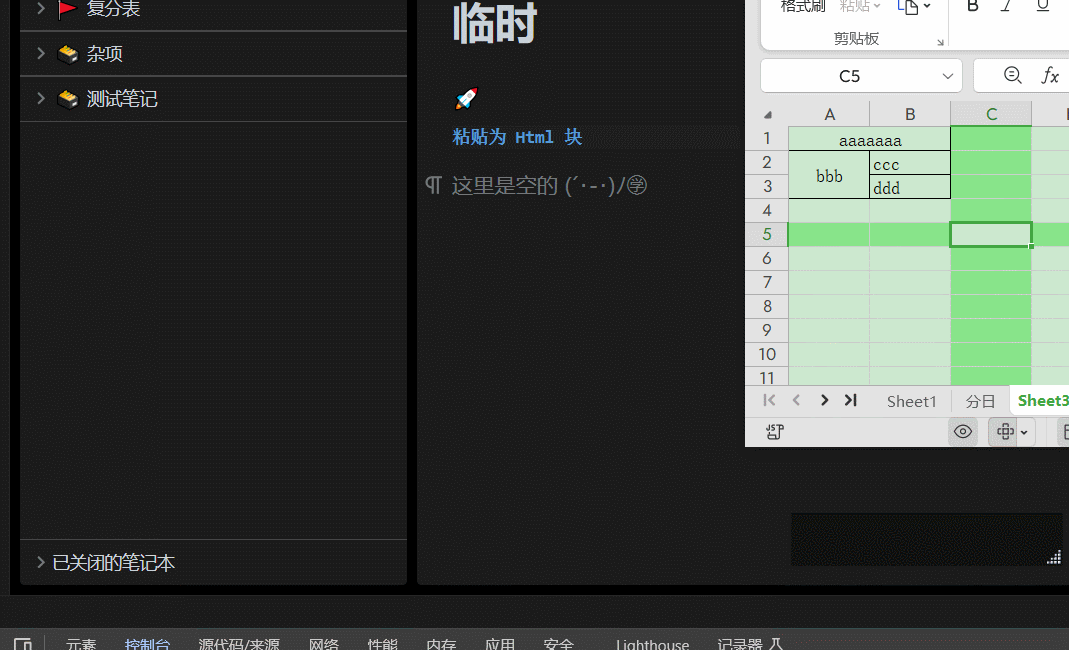 复分表
杂项
测试笔记
已关闭的笔记本
临时
粘贴为 Html 块
这里是空的 (´･-･)/㊫
格式刷 粘贴
B I U
剪贴板
C5
fx
A B C
1 aaaaaaa
2 bbb ccc
3 ddd
4
5
6
7
8
9
10
11
Sheet1 分日 Sheet3
元素 控制台 源代码/来源 网络 性能 内存 应用 安全 Lighthouse 记录器